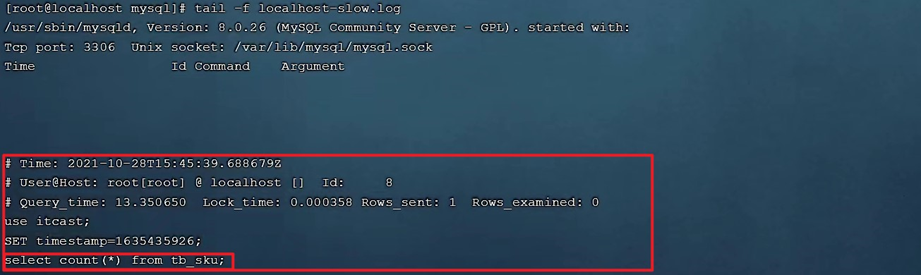 [root@localhost mysql]# tail -f localhost-slow.log
/usr/sbin/mysqld, Version: 8.0.26 (MySQL Community Server - GPL). started with:
Tcp port: 3306  Unix socket: /var/lib/mysql/mysql.sock
Time                 Id Command    Argument
# Time: 2021-10-28T15:45:39.688679Z
# User@Host: root[root] @ localhost []  Id:     8
# Query_time: 13.350650  Lock_time: 0.000358 Rows_sent: 1  Rows_examined: 0
use itcast;
SET timestamp=1635435926;
select count(*) from tb_sku;